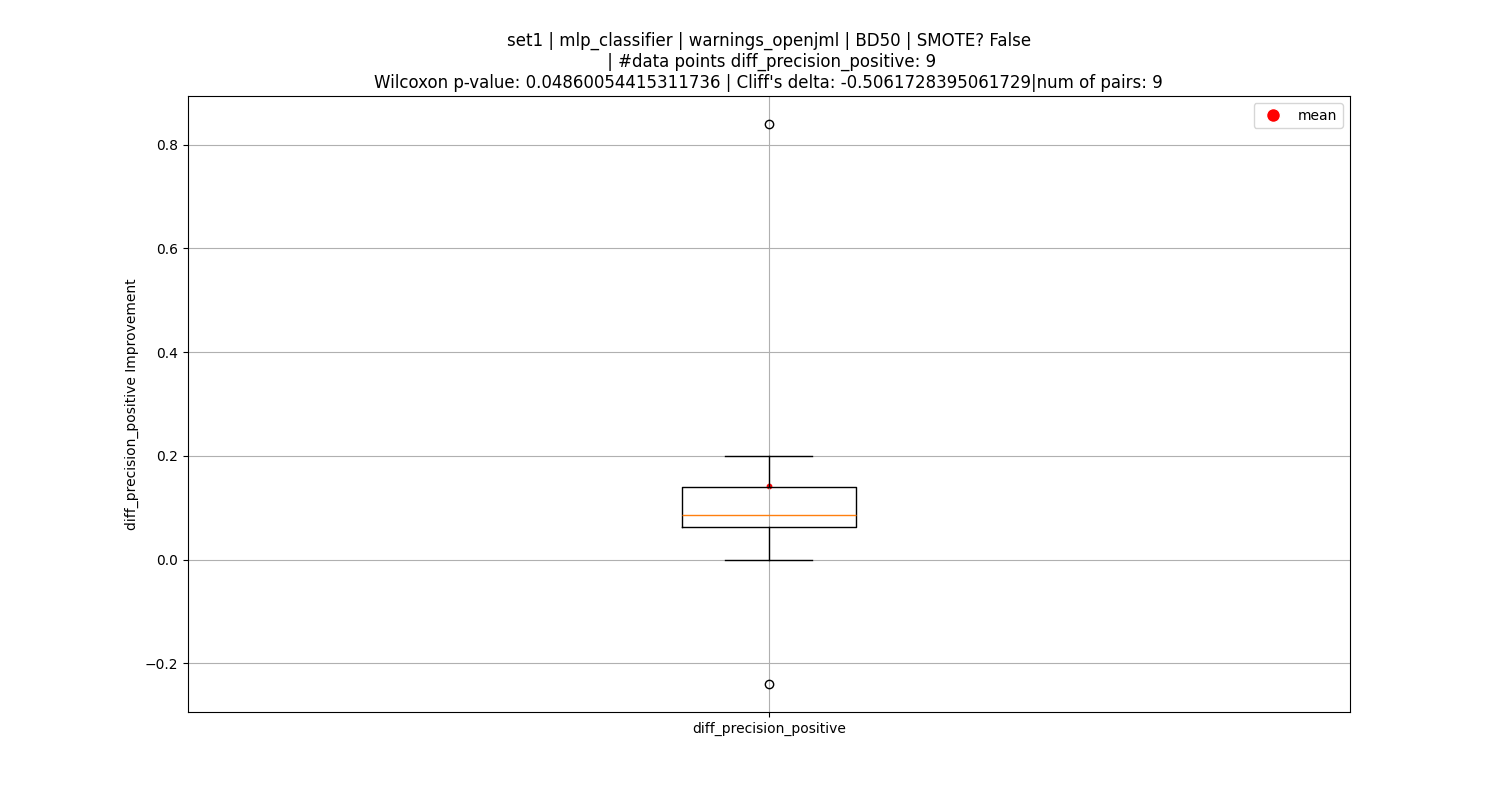 set1 | mlp_classifier | warnings_openjml | BD50 | SMOTE? False
| #data points diff_precision_positive: 9
Wilcoxon p-value: 0.04860054415311736 | Cliff's delta: -0.5061728395061729|num of pairs: 9
mean
0.8
0.6
0.4
0.2
0.0
−0.2
diff_precision_positive Improvement
diff_precision_positive